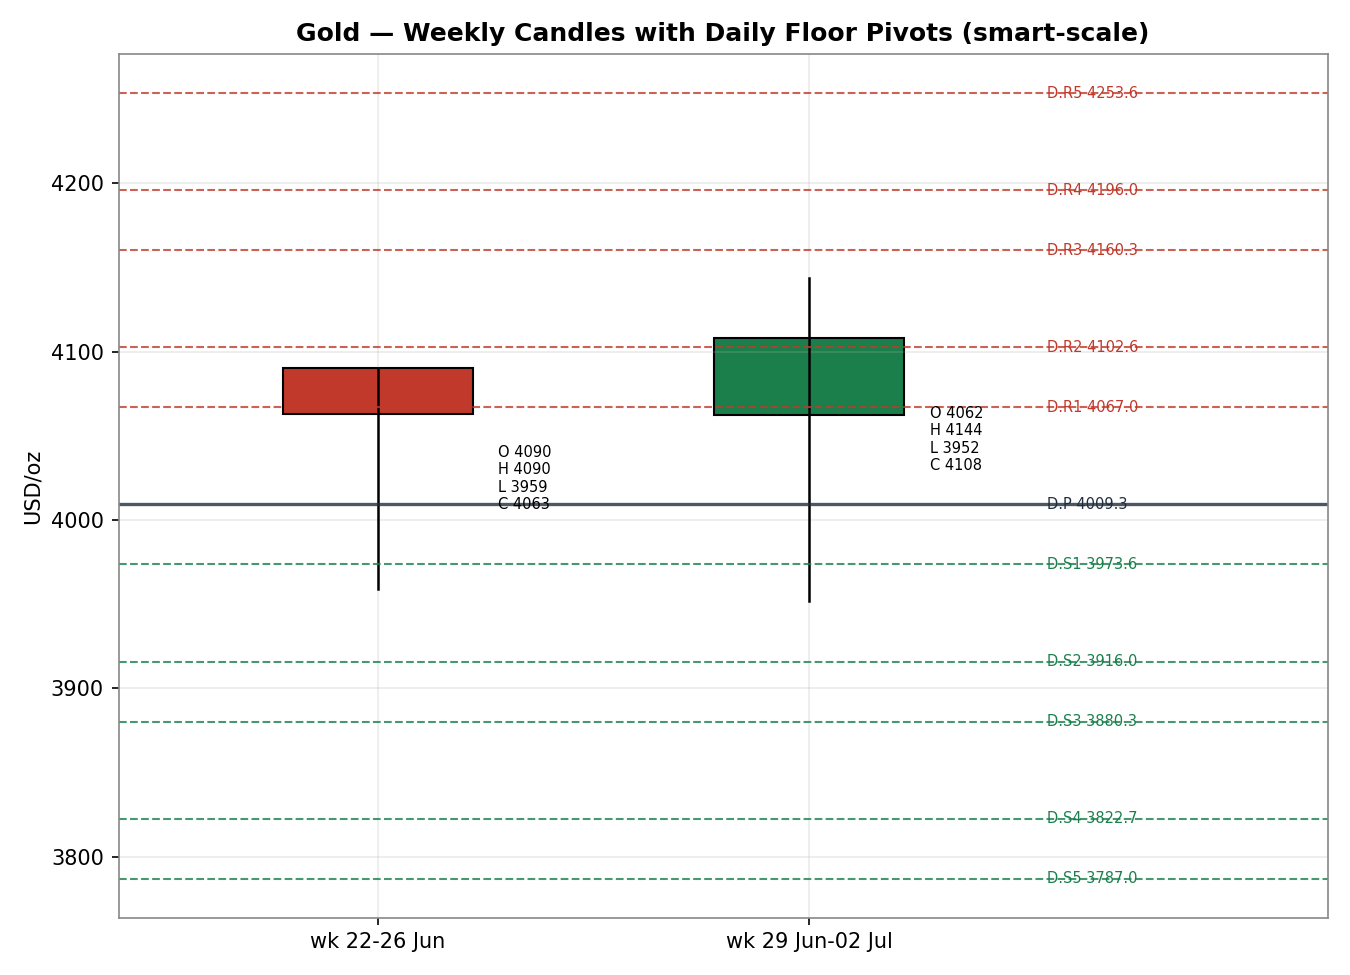 Gold — Weekly Candles with Daily Floor Pivots (smart-scale)
D.R5 4253.6
4200
D.R4 4196.0
D.R3 4160.3
4100
D.R2 4102.6
D.R1 4067.0
O 4062
H 4144
L 3952
C 4108
O 4090
H 4090
L 3959
C 4063
USD/oz
4000
D.P 4009.3
D.S1 3973.6
3900
D.S2 3916.0
D.S3 3880.3
D.S4 3822.7
3800
D.S5 3787.0
wk 22-26 Jun
wk 29 Jun-02 Jul